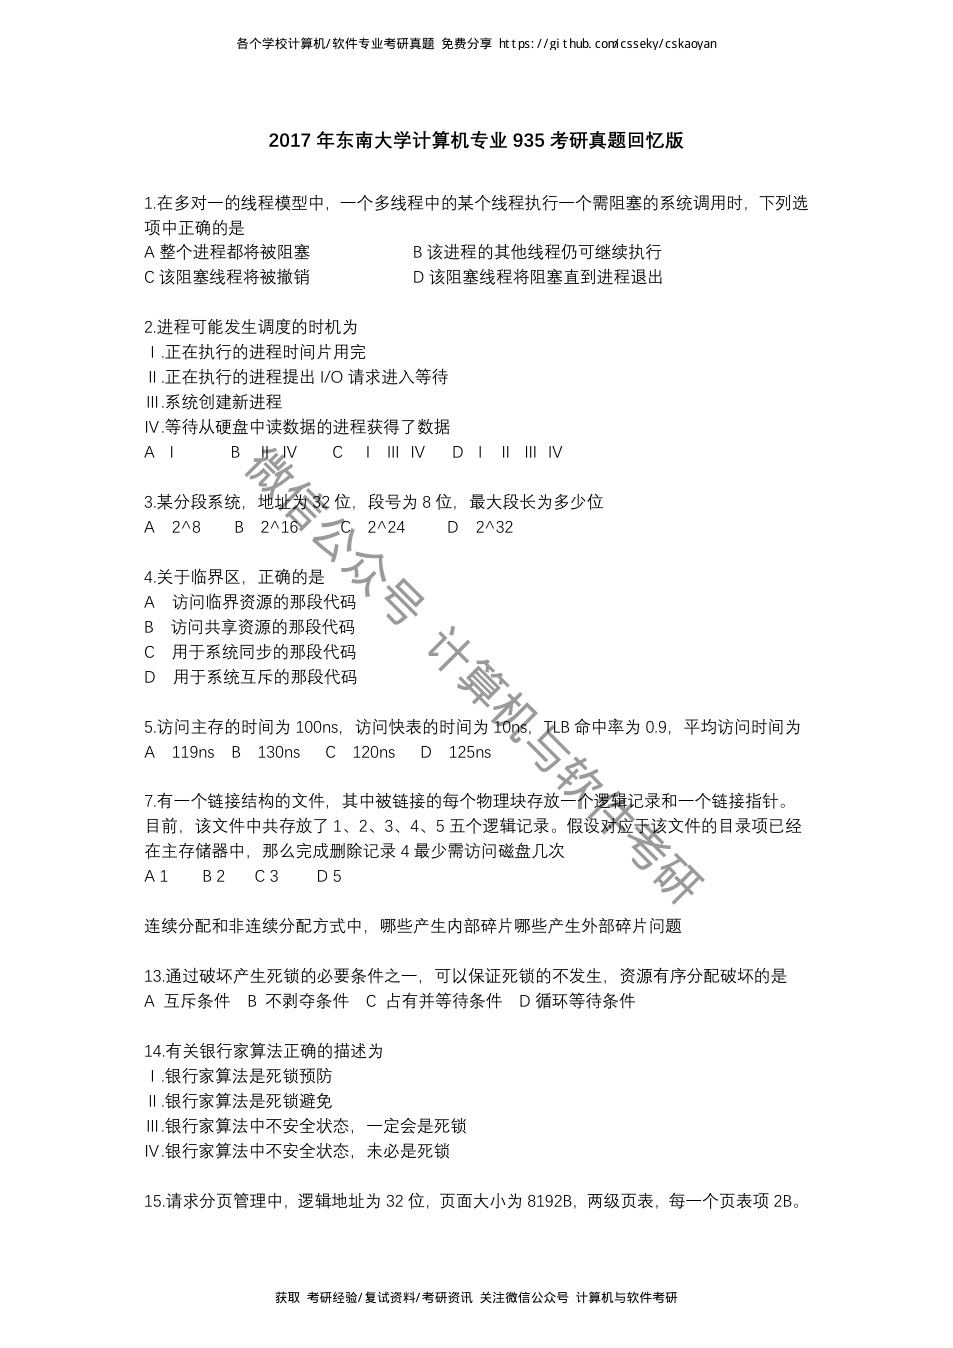 各个学校计算机/软件专业考研真题 免费分享 https://github.com/csseky/cskaoyan
2017 年东南大学计算机专业 935 考研真题回忆版
1.在多对一的线程模型中，一个多线程中的某个线程执行一个需阻塞的系统调用时，下列选
项中正确的是
A 整个进程都将被阻塞 B 该进程的其他线程仍可继续执行
C 该阻塞线程将被撤销 D 该阻塞线程将阻塞直到进程退出
2.进程可能发生调度的时机为
Ⅰ.正在执行的进程时间片用完
Ⅱ.正在执行的进程提出 I/O 请求进入等待
Ⅲ.系统创建新进程
Ⅳ.等待从硬盘中读数据的进程获得了数据
A Ⅰ B Ⅱ Ⅳ C Ⅰ Ⅲ Ⅳ D Ⅰ Ⅱ Ⅲ Ⅳ
3.某分段系统，地址为 32 位，段号为 8 位，最大段长为多少位
A 2^8 B 2^16 C 2^24 D 2^32
4.关于临界区，正确的是
A 访问临界资源的那段代码
B 访问共享资源的那段代码
C 用于系统同步的那段代码
D 用于系统互斥的那段代码
5.访问主存的时间为 100ns，访问快表的时间为 10ns，TLB 命中率为 0.9，平均访问时间为
A 119ns B 130ns C 120ns D 125ns
7.有一个链接结构的文件，其中被链接的每个物理块存放一个逻辑记录和一个链接指针。
目前，该文件中共存放了 1、2、3、4、5 五个逻辑记录。假设对应于该文件的目录项已经
在主存储器中，那么完成删除记录 4 最少需访问磁盘几次
A 1 B 2 C 3 D 5
连续分配和非连续分配方式中，哪些产生内部碎片哪些产生外部碎片问题
13.通过破坏产生死锁的必要条件之一，可以保证死锁的不发生，资源有序分配破坏的是
A 互斥条件 B 不剥夺条件 C 占有并等待条件 D 循环等待条件
14.有关银行家算法正确的描述为
Ⅰ.银行家算法是死锁预防
Ⅱ.银行家算法是死锁避免
Ⅲ.银行家算法中不安全状态，一定会是死锁
Ⅳ.银行家算法中不安全状态，未必是死锁
15.请求分页管理中，逻辑地址为 32 位，页面大小为 8192B，两级页表，每一个页表项 2B。
微信公众号 计算机与软件考研
获取 考研经验/复试资料/考研资讯 关注微信公众号 计算机与软件考研